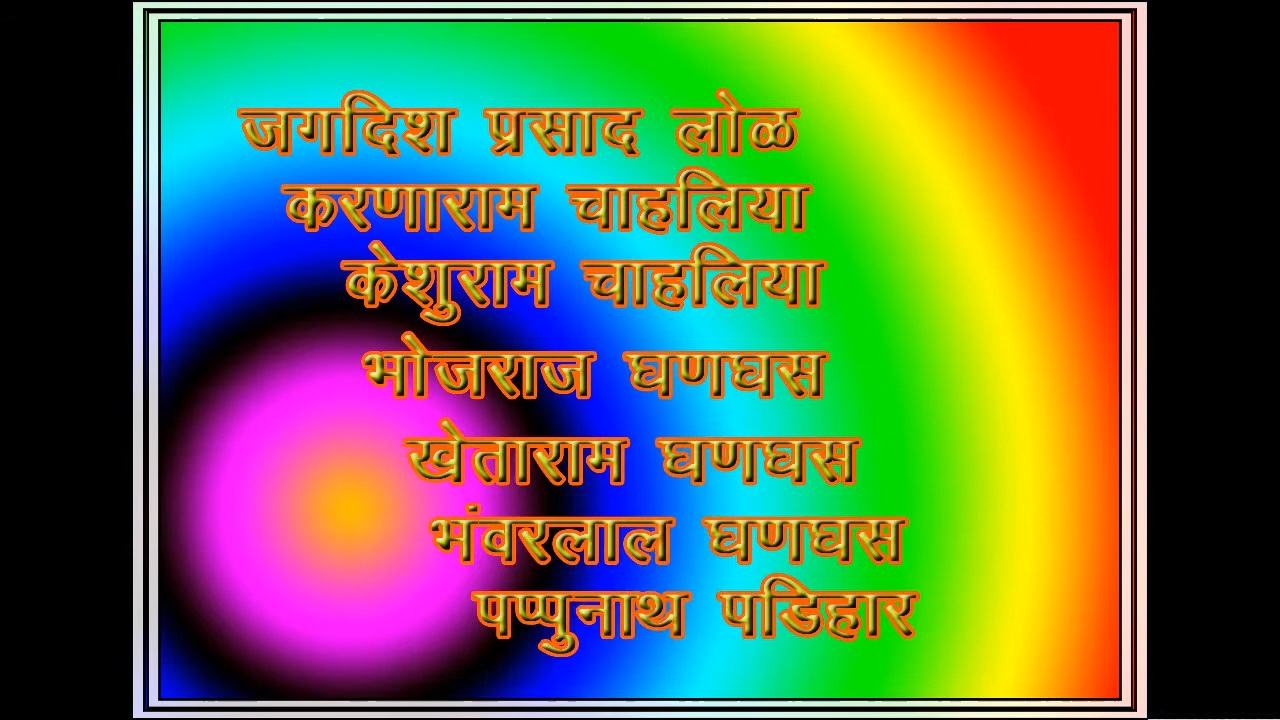 जगदिश प्रसाद लोळ
करणाराम चाहलिया
केशुराम चाहलिया
भोजराज घणघस
खेताराम घणघस
भंवरलाल घणघस
पप्पुनाथ पडिहार